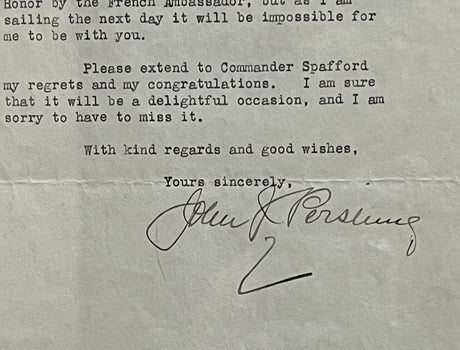 Honor by the French Ambassador, but as I am
sailing the next day it will be impossible for
me to be with you.
Please extend to Commander Spafford
my regrets and my congratulations. I am sure
that it will be a delightful occasion, and I am
sorry to have to miss it.
With kind regards and good wishes,
Yours sincerely,
John J Pershing